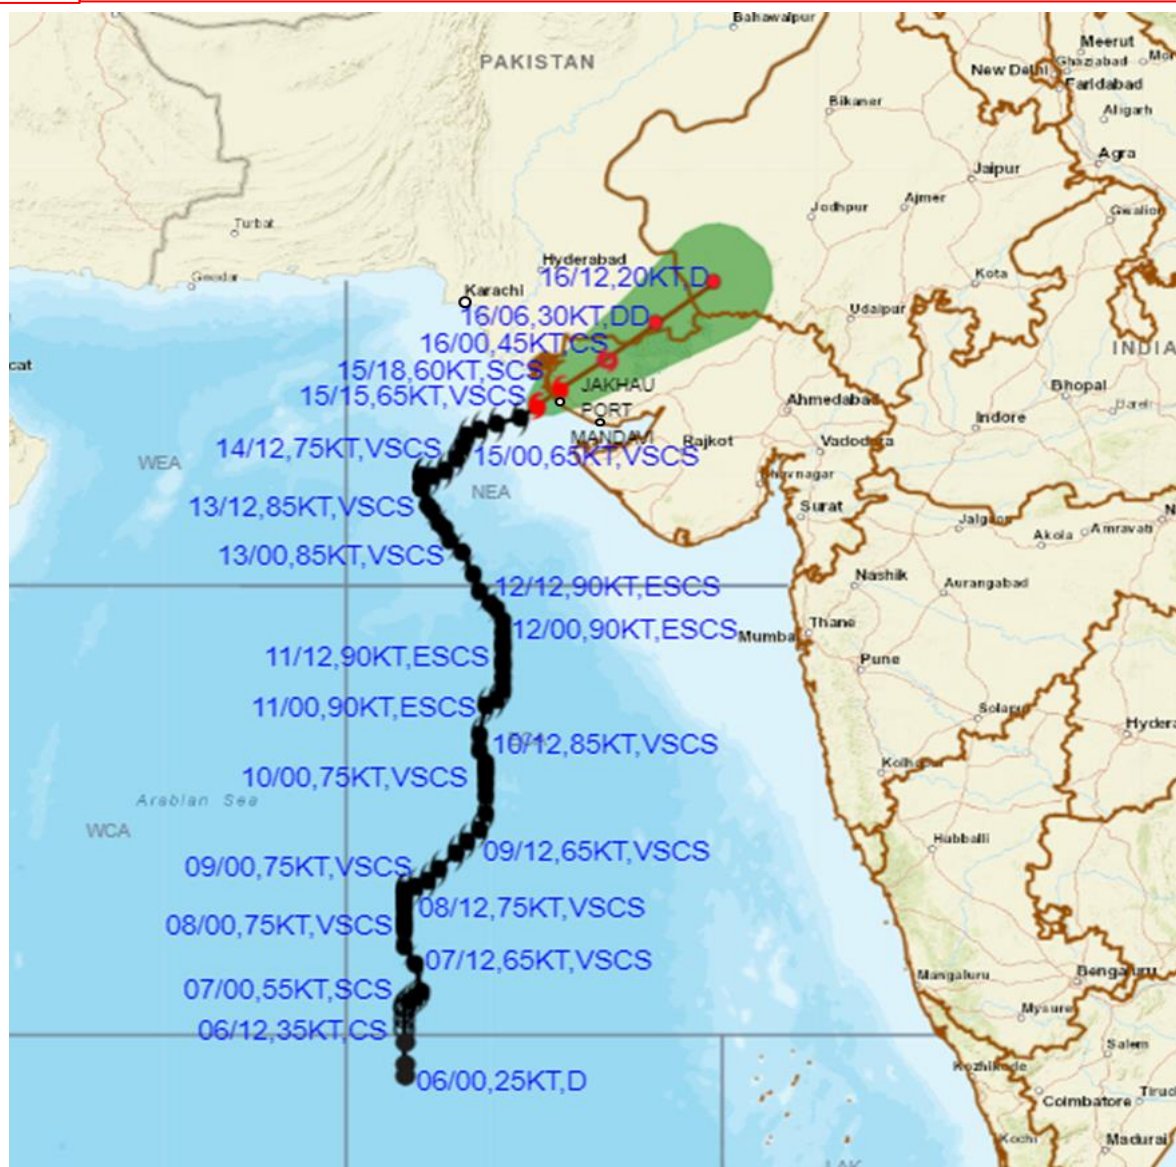 Bahawalpur
Meerut
PAKISTAN
Ghaziabad
Mor
New Delhi
Faridabad
Bikaner
Aligarh
Agra
Jaipur
Ajmer
Jodhpur
Gwalior
Turbat
Hyderabad
Kota
16/12,20KT,D
Gwadar
Karachi
Udaipur
16/06,30KT,DD
16/00,45KT,CS
INDIA
cat
15/18,60KT,SCS
JAKHAU
Bhopal
15/15,65KT,VSCS
Ahmedabad
PORT
Indore
MANDAVI
Rajkot
Vadodara
14/12,75KT,VSCS
15/00,65KT,VSCS
WEA
NEA
13/12,85KT,VSCS
Surat
Jalgaon
Akola
Amravati
13/00,85KT,VSCS
Nashik
Aurangabad
12/12,90KT,ESCS
12/00,90KT,ESCS
Mumba
Thane
11/12,90KT,ESCS
Pune
11/00,90KT,ESCS
Solapur
Hydera
10/12,85KT,VSCS
Kolhapur
10/00,75KT,VSCS
Arabian Sea
WCA
Hubballi
09/12,65KT,VSCS
09/00,75KT,VSCS
08/12,75KT,VSCS
08/00,75KT,VSCS
07/12,65KT,VSCS
Mangaluru
Bengaluru
07/00,55KT,SCS
Mysuru
06/12,35KT,CS
Salem
Kozhikode
06/00,25KT,D
Coimbatore
Tiruc
Kochi
Madurai